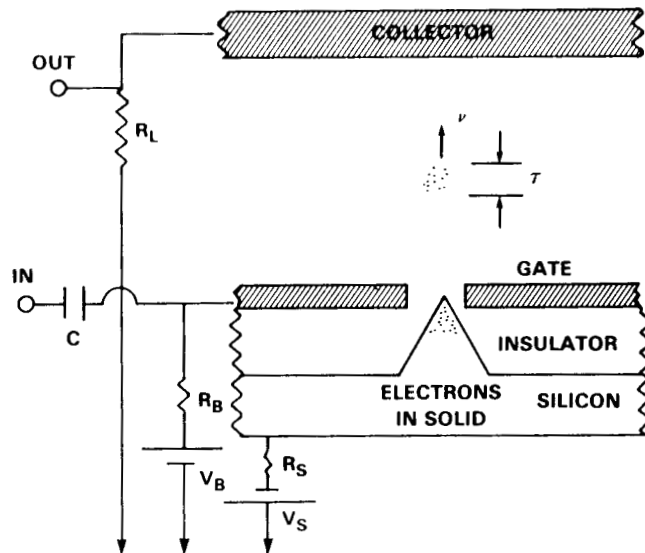 COLLECTOR
OUT
R_L
ν
τ
IN
GATE
C
INSULATOR
R_B
ELECTRONS
IN SOLID
SILICON
R_S
V_B
V_S